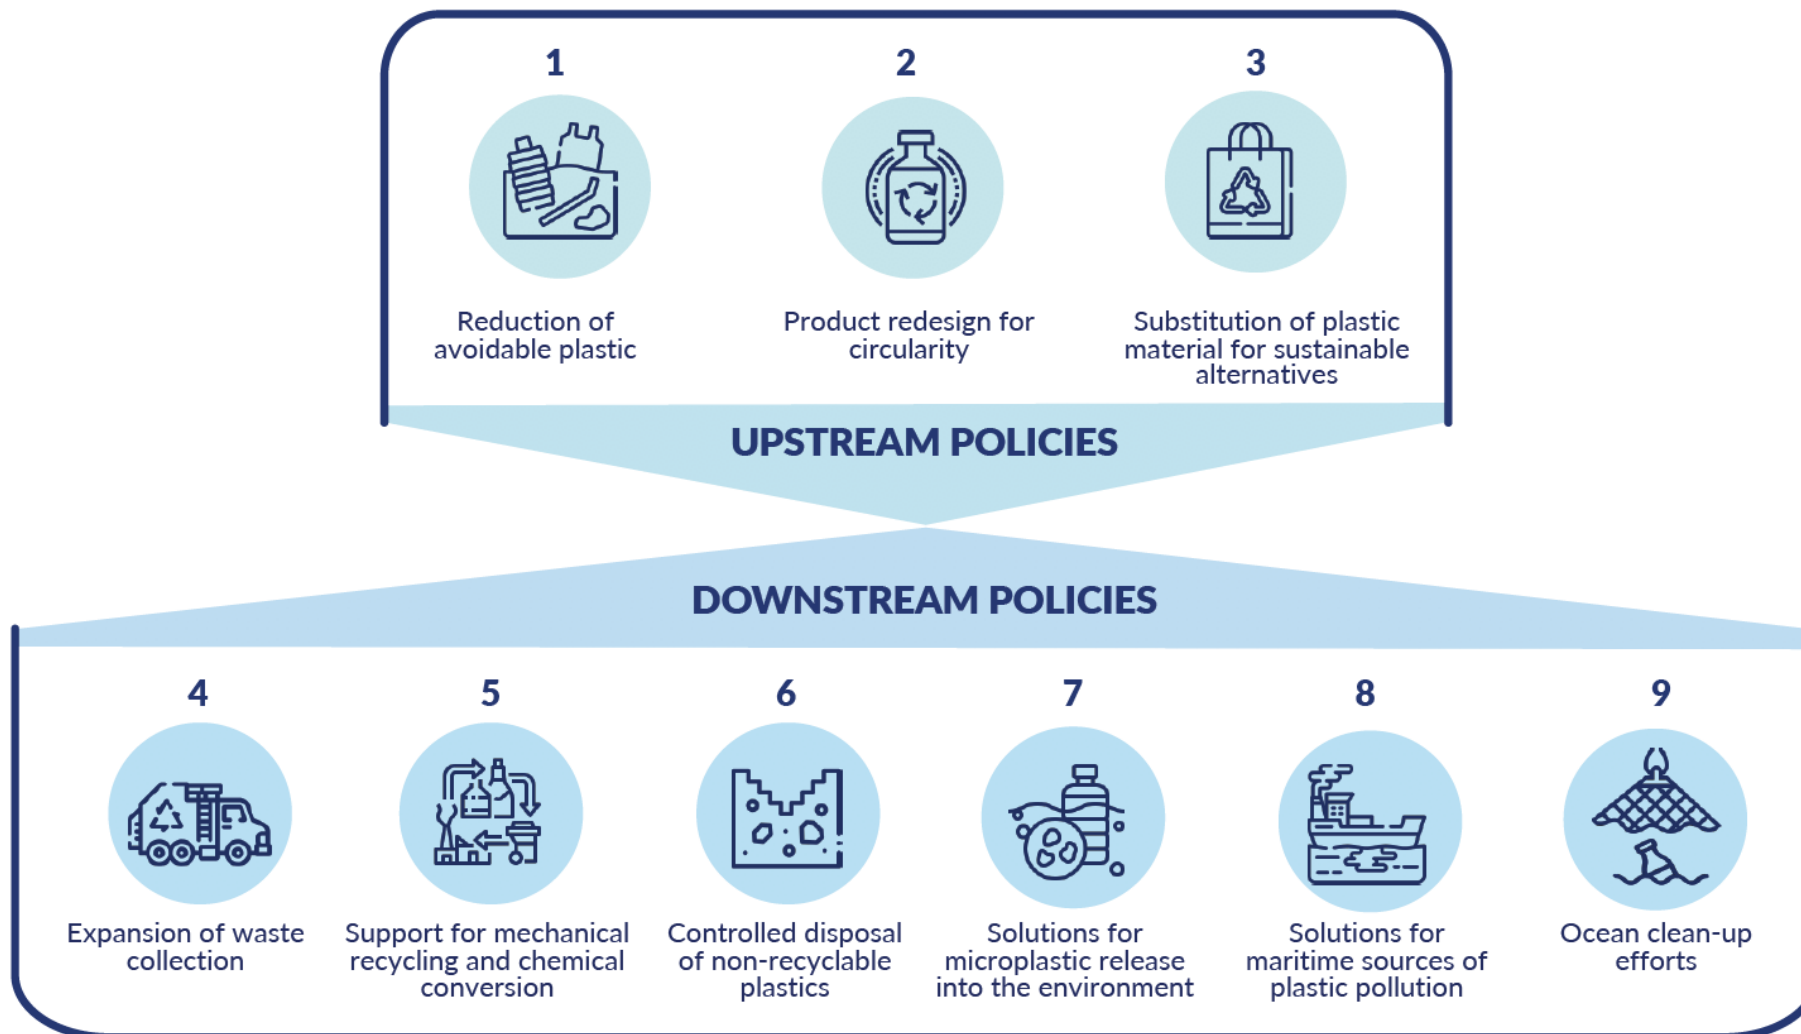 1
2
3
Reduction of
avoidable plastic
Product redesign for
circularity
Substitution of plastic
material for sustainable
alternatives
UPSTREAM POLICIES
DOWNSTREAM POLICIES
4
5
6
7
8
9
Expansion of waste
collection
Support for mechanical
recycling and chemical
conversion
Controlled disposal
of non-recyclable
plastics
Solutions for
microplastic release
into the environment
Solutions for
maritime sources of
plastic pollution
Ocean clean-up
efforts